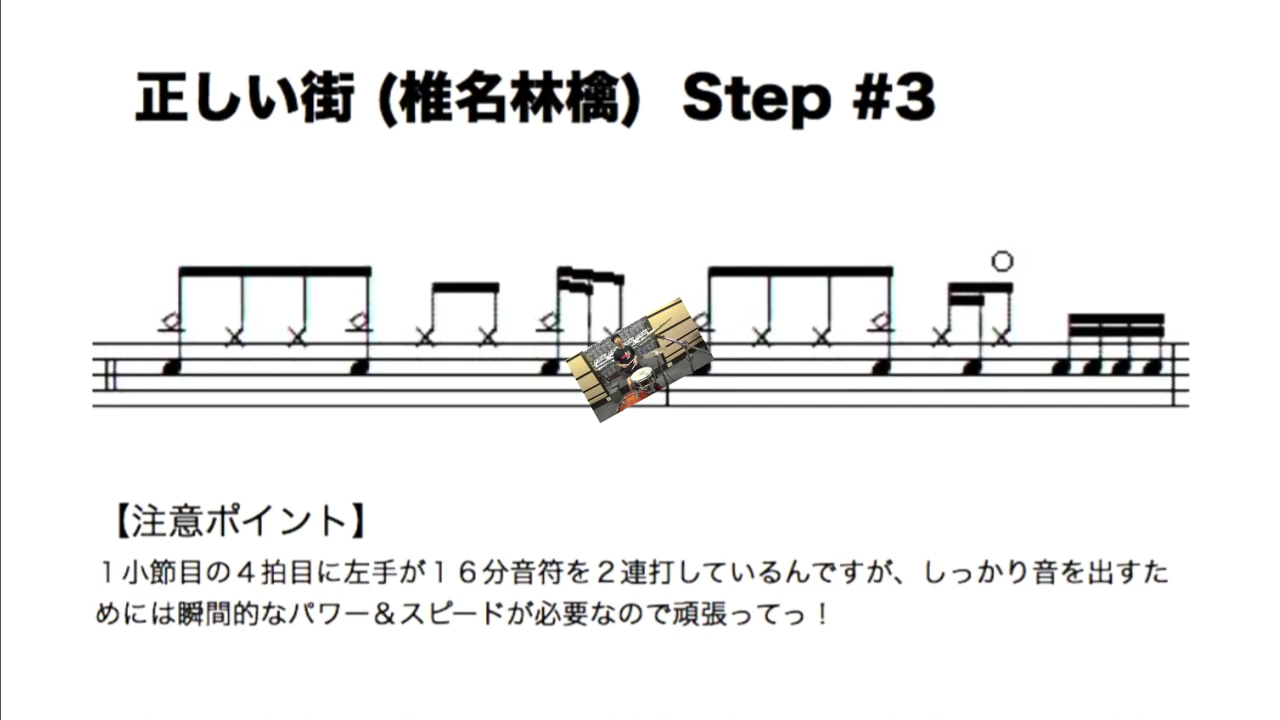 正しい街 (椎名林檎) Step #3
【注意ポイント】
１小節目の４拍目に左手が１６分音符を２連打しているんですが、しっかり音を出すた
めには瞬間的なパワー＆スピードが必要なので頑張ってっ！